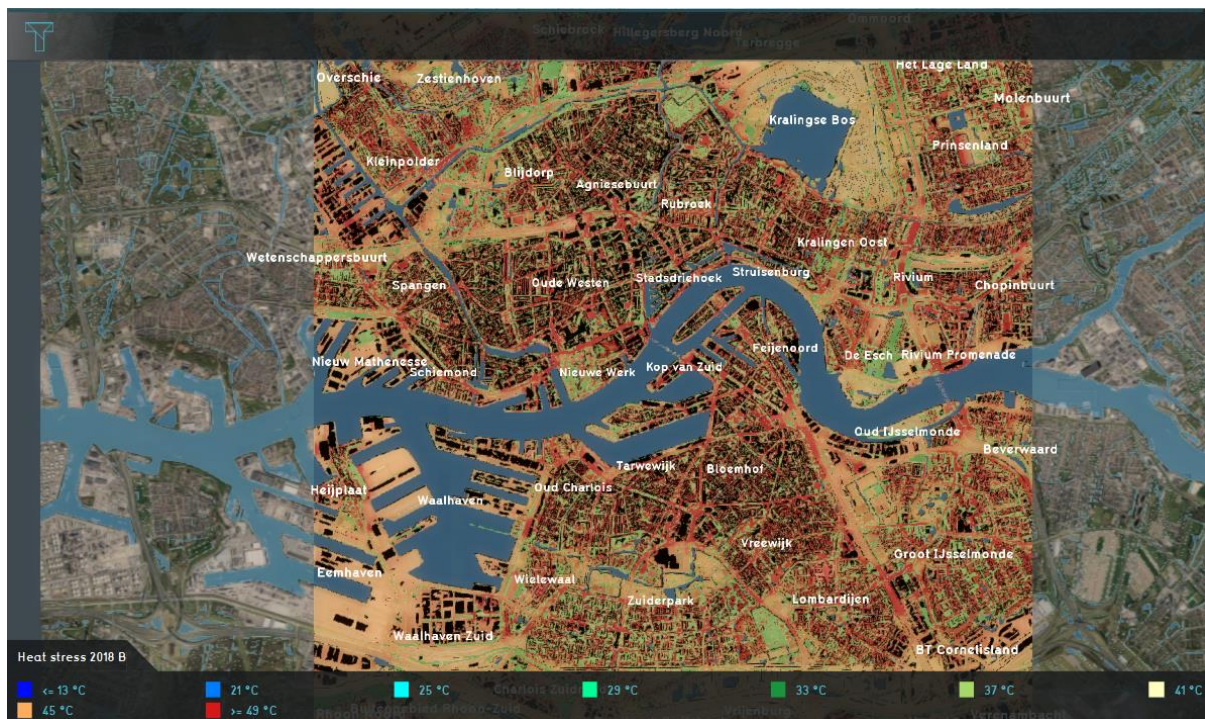 Schiebroek
Hillegersberg Noord
Ommoord
Terbregge
Overschie
Zestienhoven
Het Lage Land
Molenbuurt
Kralingse Bos
Prinsenland
Kleinpolder
Blijdorp
Agniesebuurt
Rubroek
Kralingen Oost
Wetenschappersbuurt
Spangen
Oude Westen
Stadsdriehoek
Struisenburg
Rivium
Chopinbuurt
Nieuw Mathenesse
Schiemond
Nieuwe Werk
Kop van Zuid
Feijenoord
De Esch
Rivium Promenade
Oud IJsselmonde
Beverwaard
Tarwewijk
Bloemhof
Heijplaat
Waalhaven
Oud Charlois
Vreewijk
Groot IJsselmonde
Eemhaven
Wielewaal
Zuiderpark
Lombardijen
Waalhaven Zuid
BT Cornelisland
Heat stress 2018 B
<= 13 °C
21 °C
25 °C
29 °C
33 °C
37 °C
41 °C
45 °C
>= 49 °C
Vrijenburg